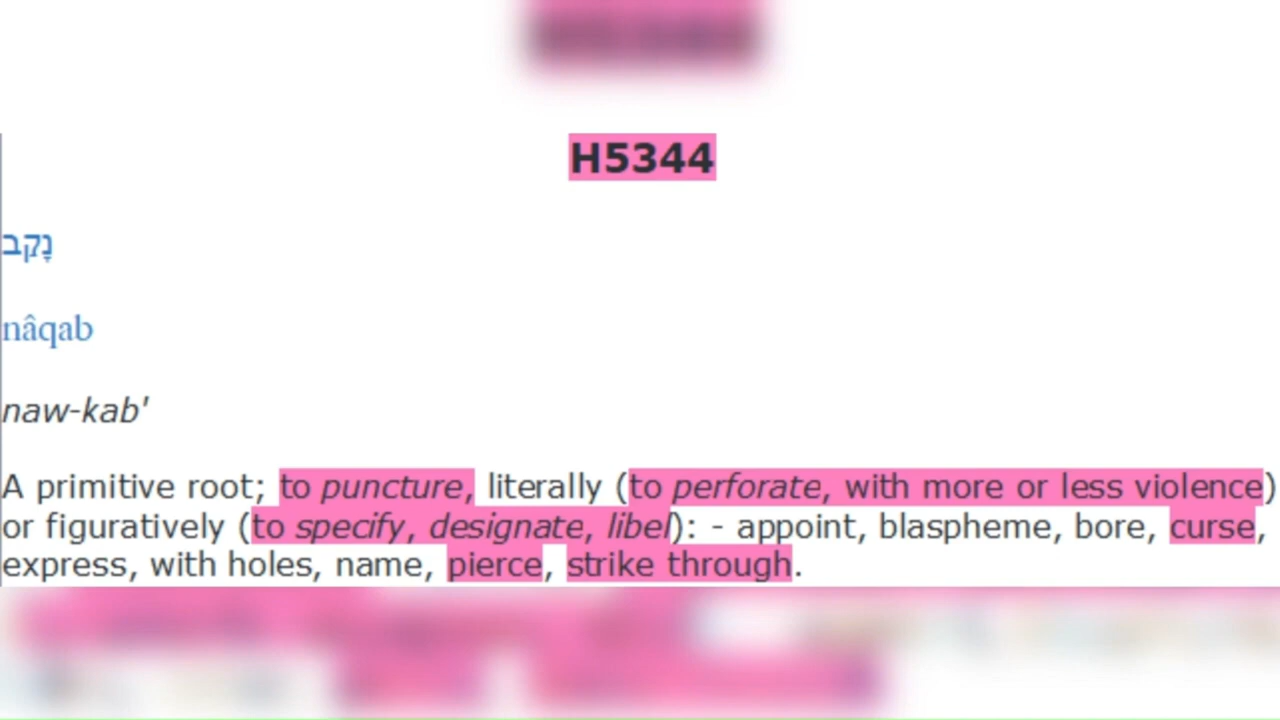 H5344
נָקַב
nâqab
naw-kab'
A primitive root; to puncture, literally (to perforate, with more or less violence)
or figuratively (to specify, designate, libel): - appoint, blaspheme, bore, curse,
express, with holes, name, pierce, strike through.